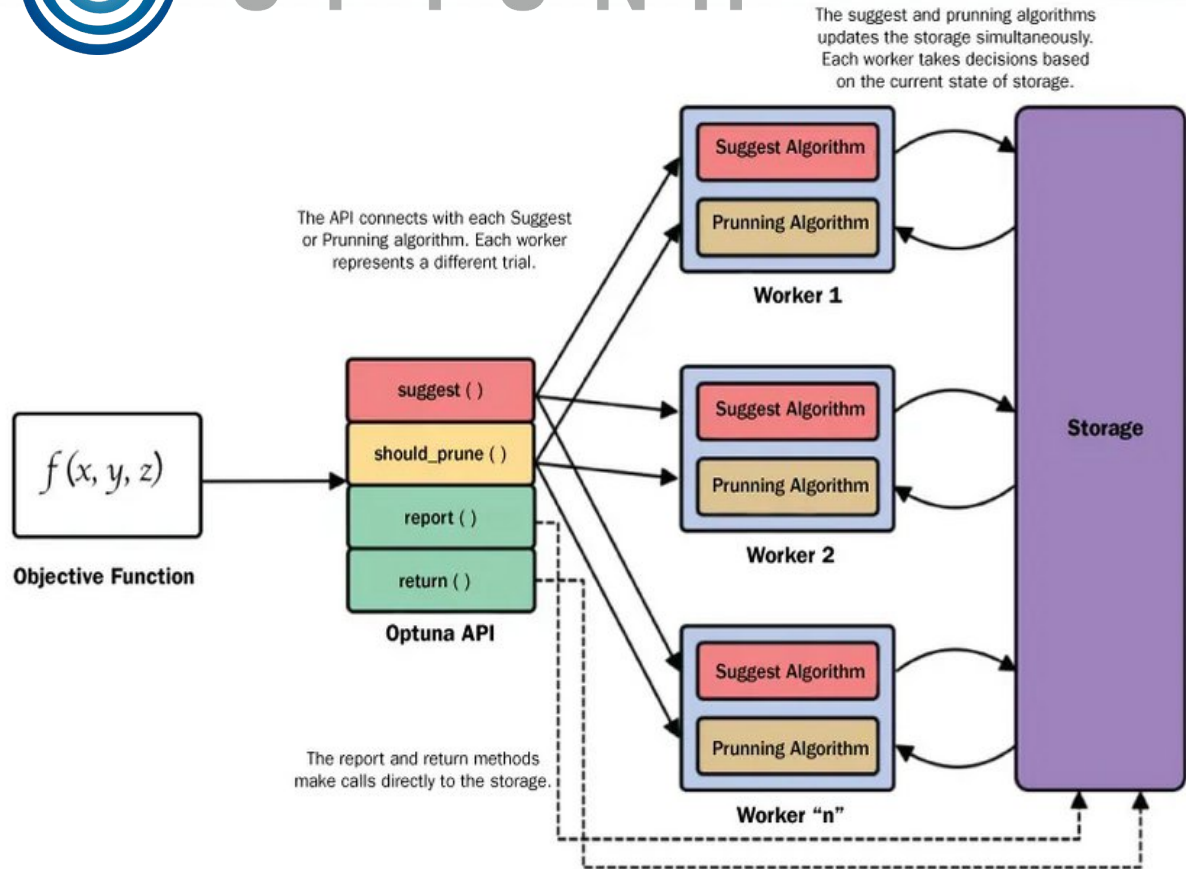 The suggest and prunning algorithms
updates the storage simultaneously.
Each worker takes decisions based
on the current state of storage.
Suggest Algorithm
Prunning Algorithm
Worker 1
The API connects with each Suggest
or Prunning algorithm. Each worker
represents a different trial.
suggest ( )
should_prune ( )
report ( )
return ( )
Optuna API
f(x, y, z)
Objective Function
Suggest Algorithm
Prunning Algorithm
Worker 2
Storage
Suggest Algorithm
Prunning Algorithm
Worker “n”
The report and return methods
make calls directly to the storage.